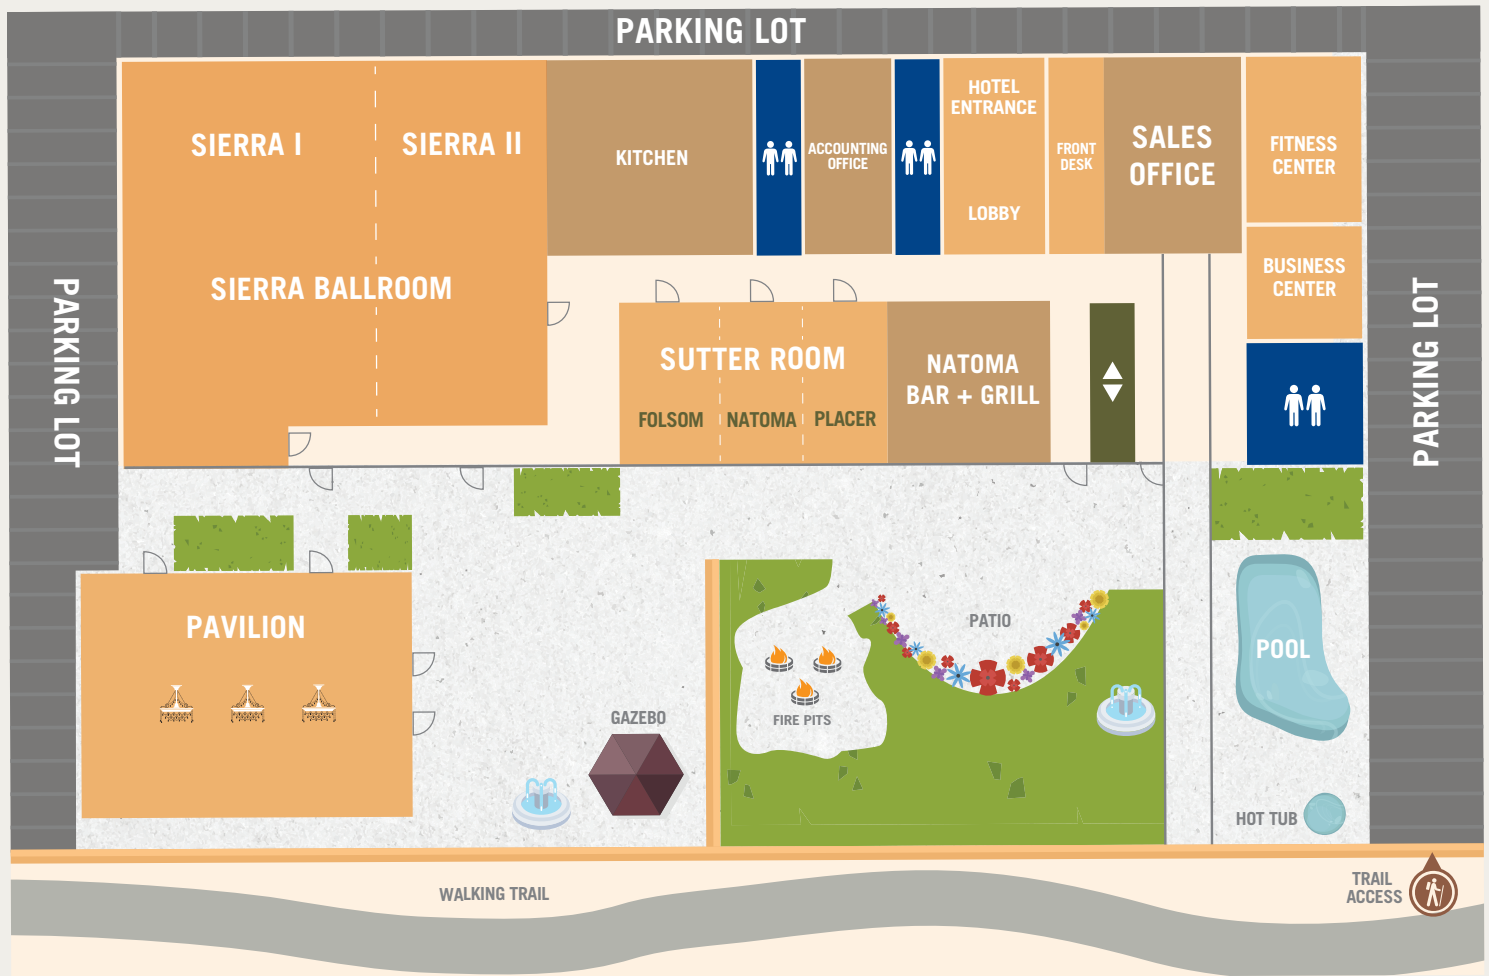 PARKING LOT
SIERRA I
SIERRA II
SIERRA BALLROOM
KITCHEN
ACCOUNTING
OFFICE
HOTEL
ENTRANCE
LOBBY
FRONT
DESK
SALES
OFFICE
FITNESS
CENTER
BUSINESS
CENTER
PARKING LOT
PARKING LOT
SUTTER ROOM
FOLSOM
NATOMA
PLACER
NATOMA
BAR + GRILL
PAVILION
GAZEBO
FIRE PITS
PATIO
POOL
HOT TUB
WALKING TRAIL
TRAIL
ACCESS